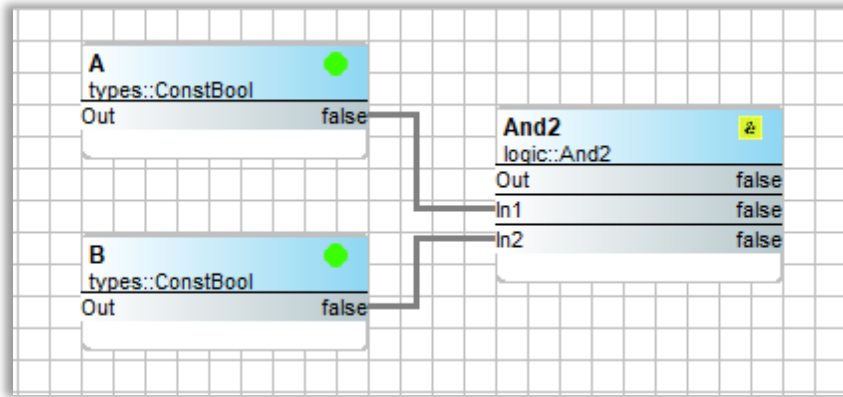 A
types::ConstBool
Out false
And2
logic::And2
Out false
In1 false
In2 false
B
types::ConstBool
Out false